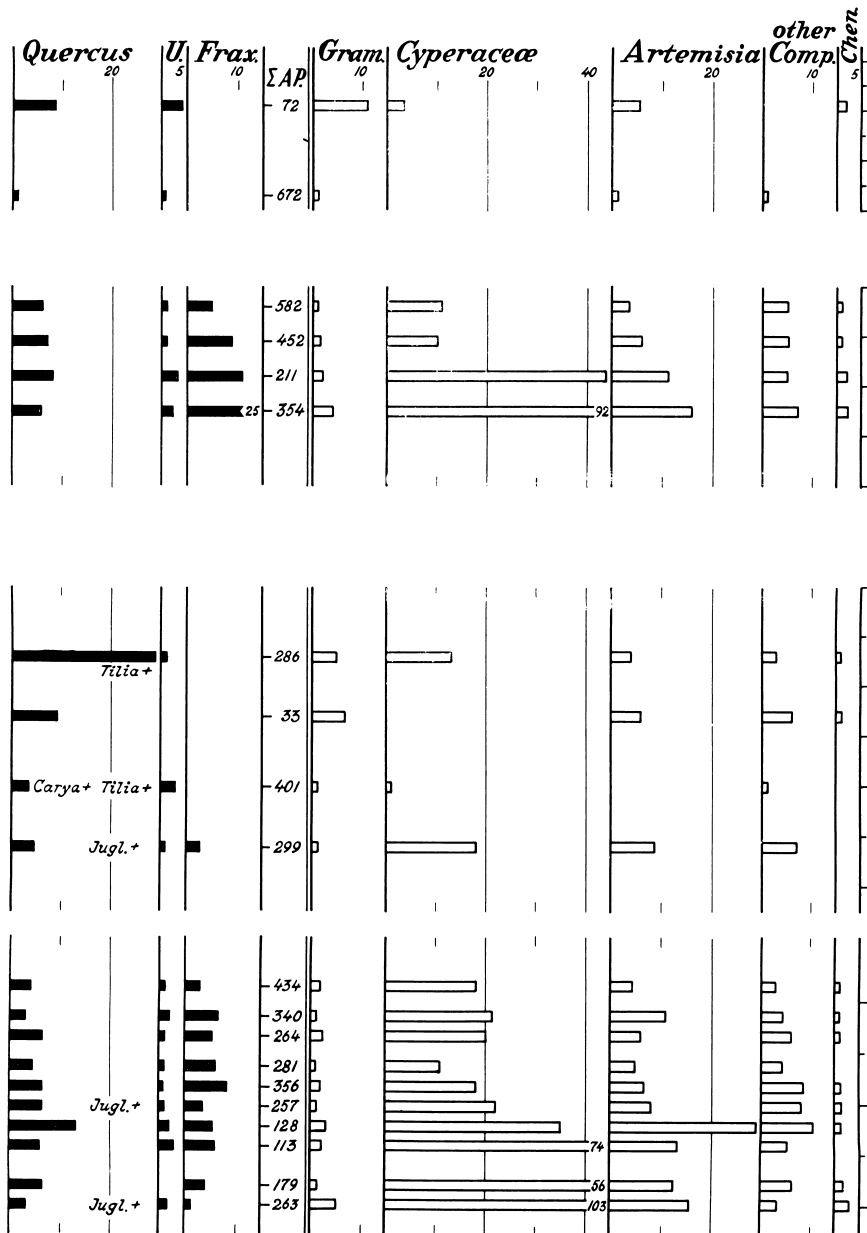 Quercus U. Frax. ΣAP. Gram. Cyperaceæ Artemisia other Comp. Chen.
20 5 10 10 20 40 20 10 5
72
672
582
452
211
25 354 92
286
Tilia+
33
Carya+ Tilia+ 401
Jugl.+ 299
434
340
264
281
356
Jugl.+ 257
128
113 74
179 56
Jugl.+ 263 103